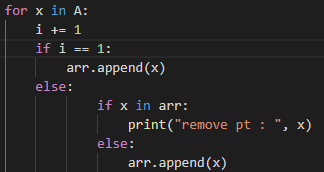 for x in A:
    i += 1
    if i == 1:
        arr.append(x)
    else:
            if x in arr:
                print("remove pt : ", x)
            else:
                arr.append(x)